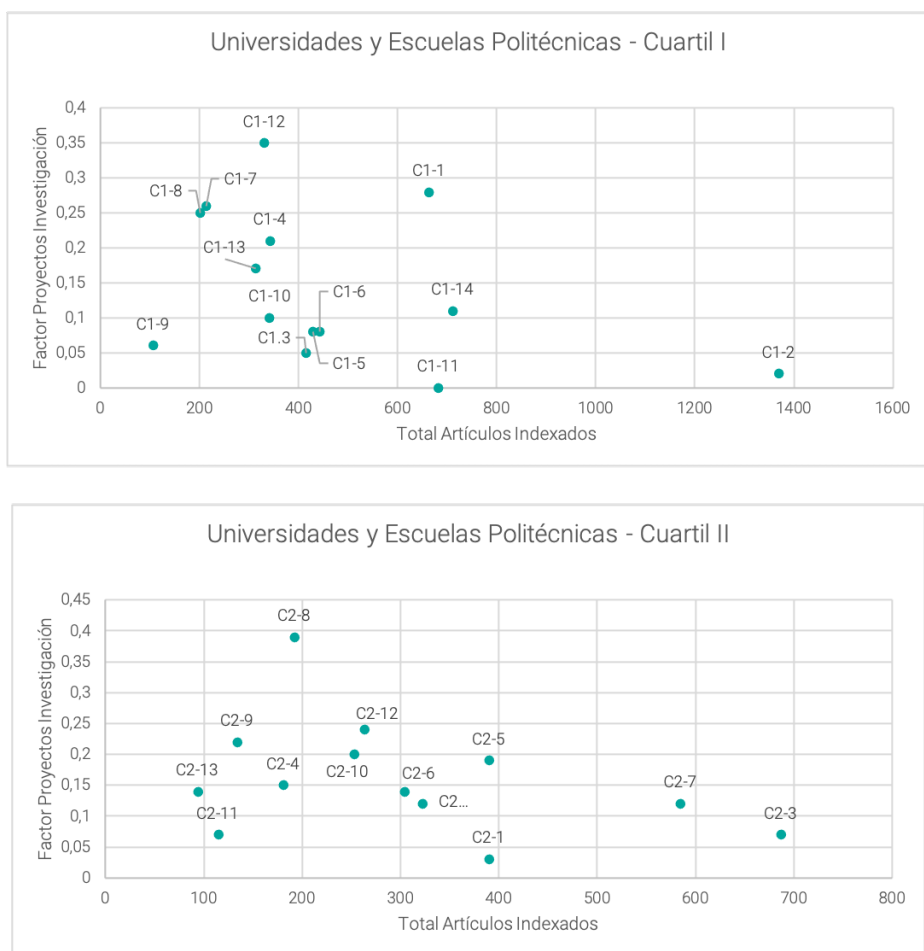 Universidades y Escuelas Politécnicas - Cuartil I
Factor Proyectos Investigación
0,4
0,35
0,3
0,25
0,2
0,15
0,1
0,05
0
C1-12
C1-1
C1-8
C1-7
C1-4
C1-13
C1-10
C1-6
C1-14
C1-9
C1.3
C1-5
C1-11
C1-2
0 200 400 600 800 1000 1200 1400 1600
Total Artículos Indexados
Universidades y Escuelas Politécnicas - Cuartil II
Factor Proyectos Investigación
0,45
0,4
0,35
0,3
0,25
0,2
0,15
0,1
0,05
0
C2-8
C2-9
C2-12
C2-5
C2-13
C2-4
C2-10
C2-6
C2-7
C2-11
C2...
C2-3
C2-1
0 100 200 300 400 500 600 700 800
Total Artículos Indexados